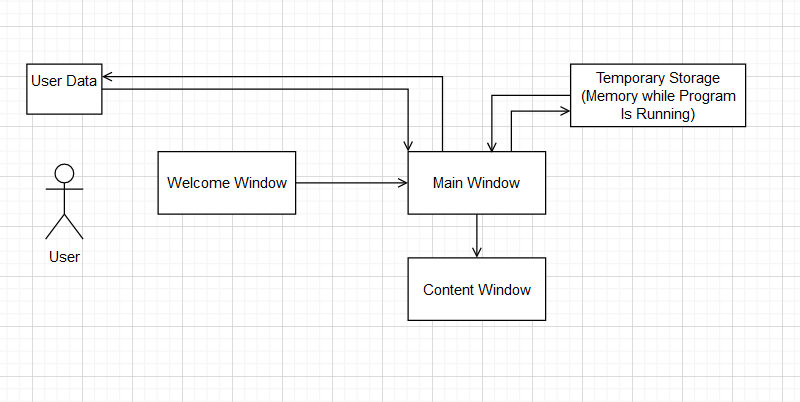 User Data
Temporary Storage
(Memory while Program
Is Running)
Welcome Window
Main Window
User
Content Window